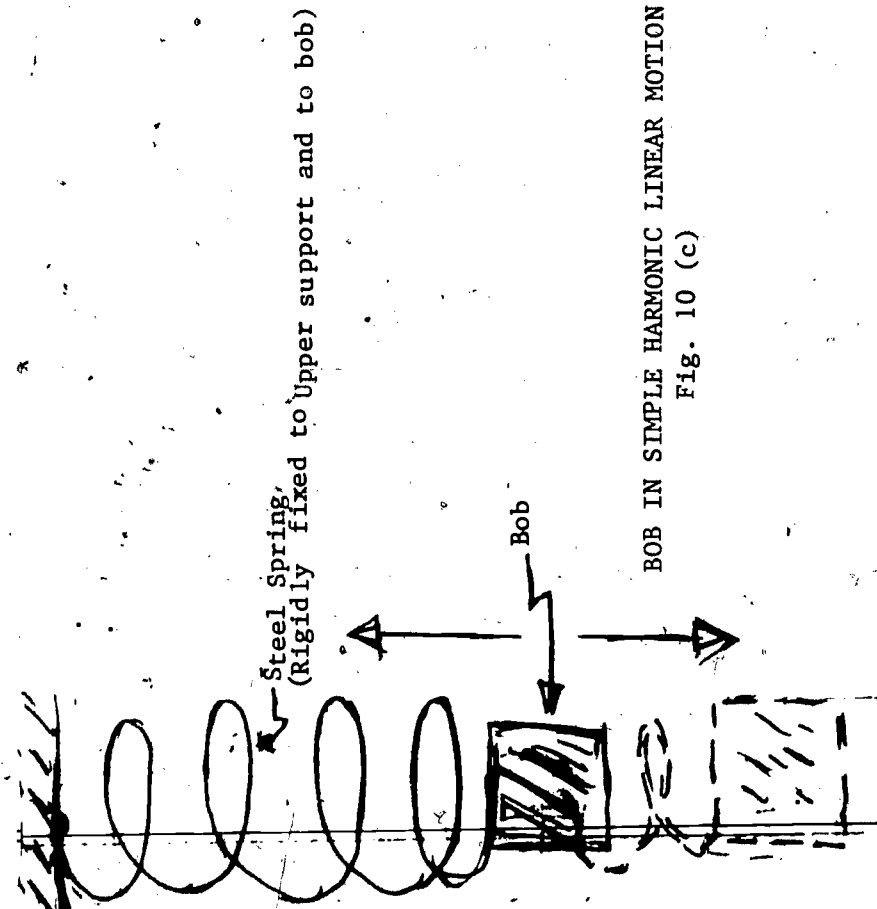 Steel Spring,
(Rigidly fixed to Upper support and to bob)
Bob
BOB IN SIMPLE HARMONIC LINEAR MOTION
Fig. 10 (c)